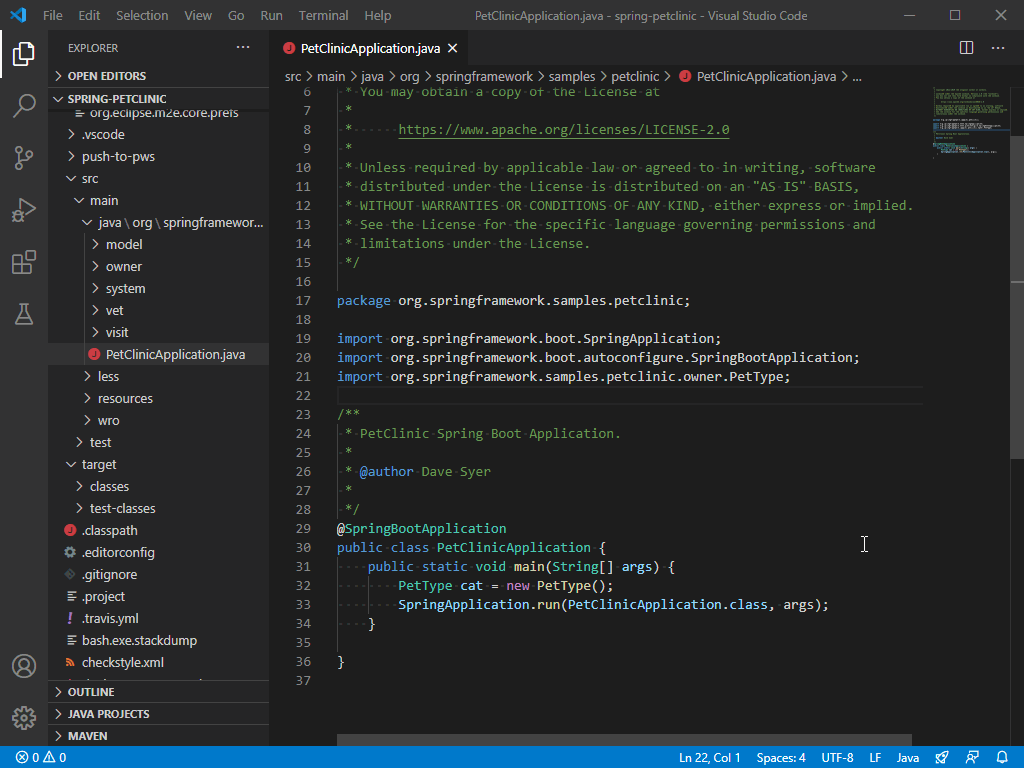 File Edit Selection View Go Run Terminal Help
PetClinicApplication.java - spring-petclinic - Visual Studio Code
EXPLORER
OPEN EDITORS
SPRING-PETCLINIC
org.eclipse.m2e.core.prefs
.vscode
push-to-pws
src
main
java \ org \ springframewor...
model
owner
system
vet
visit
PetClinicApplication.java
less
resources
wro
test
target
classes
test-classes
.classpath
.editorconfig
.gitignore
.project
.travis.yml
bash.exe.stackdump
checkstyle.xml
OUTLINE
JAVA PROJECTS
MAVEN
PetClinicApplication.java
src > main > java > org > springframework > samples > petclinic > PetClinicApplication.java > ...
6 * You may obtain a copy of the License at
7 *
8 * https://www.apache.org/licenses/LICENSE-2.0
9 *
10 * Unless required by applicable law or agreed to in writing, software
11 * distributed under the License is distributed on an "AS IS" BASIS,
12 * WITHOUT WARRANTIES OR CONDITIONS OF ANY KIND, either express or implied.
13 * See the License for the specific language governing permissions and
14 * limitations under the License.
15 */
16
17 package org.springframework.samples.petclinic;
18
19 import org.springframework.boot.SpringApplication;
20 import org.springframework.boot.autoconfigure.SpringBootApplication;
21 import org.springframework.samples.petclinic.owner.PetType;
22
23 /**
24 * PetClinic Spring Boot Application.
25 *
26 * @author Dave Syer
27 *
28 */
29 @SpringBootApplication
30 public class PetClinicApplication {
31 public static void main(String[] args) {
32 PetType cat = new PetType();
33 SpringApplication.run(PetClinicApplication.class, args);
34 }
35
36 }
37
0 0
Ln 22, Col 1 Spaces: 4 UTF-8 LF Java